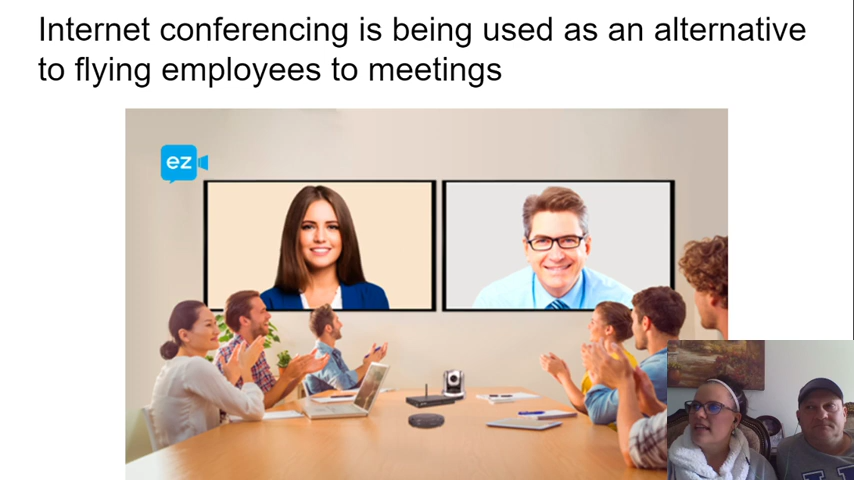 Internet conferencing is being used as an alternative
to flying employees to meetings
ez